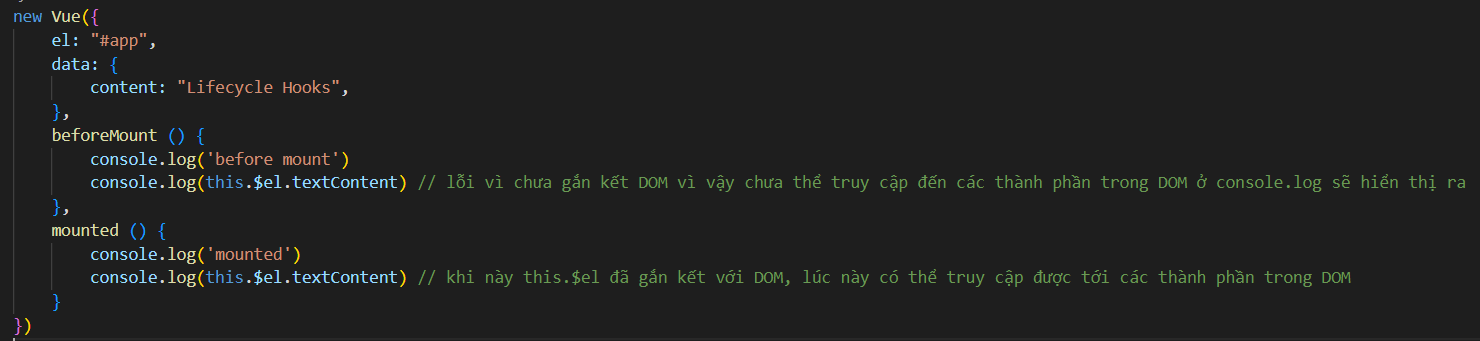 new Vue({
    el: "#app",
    data: {
        content: "Lifecycle Hooks",
    },
    beforeMount () {
        console.log('before mount')
        console.log(this.$el.textContent) // lỗi vì chưa gắn kết DOM vì vậy chưa thể truy cập đến các thành phần trong DOM ở console.log sẽ hiển thị ra
    },
    mounted () {
        console.log('mounted')
        console.log(this.$el.textContent) // khi này this.$el đã gắn kết với DOM, lúc này có thể truy cập được tới các thành phần trong DOM
    }
})